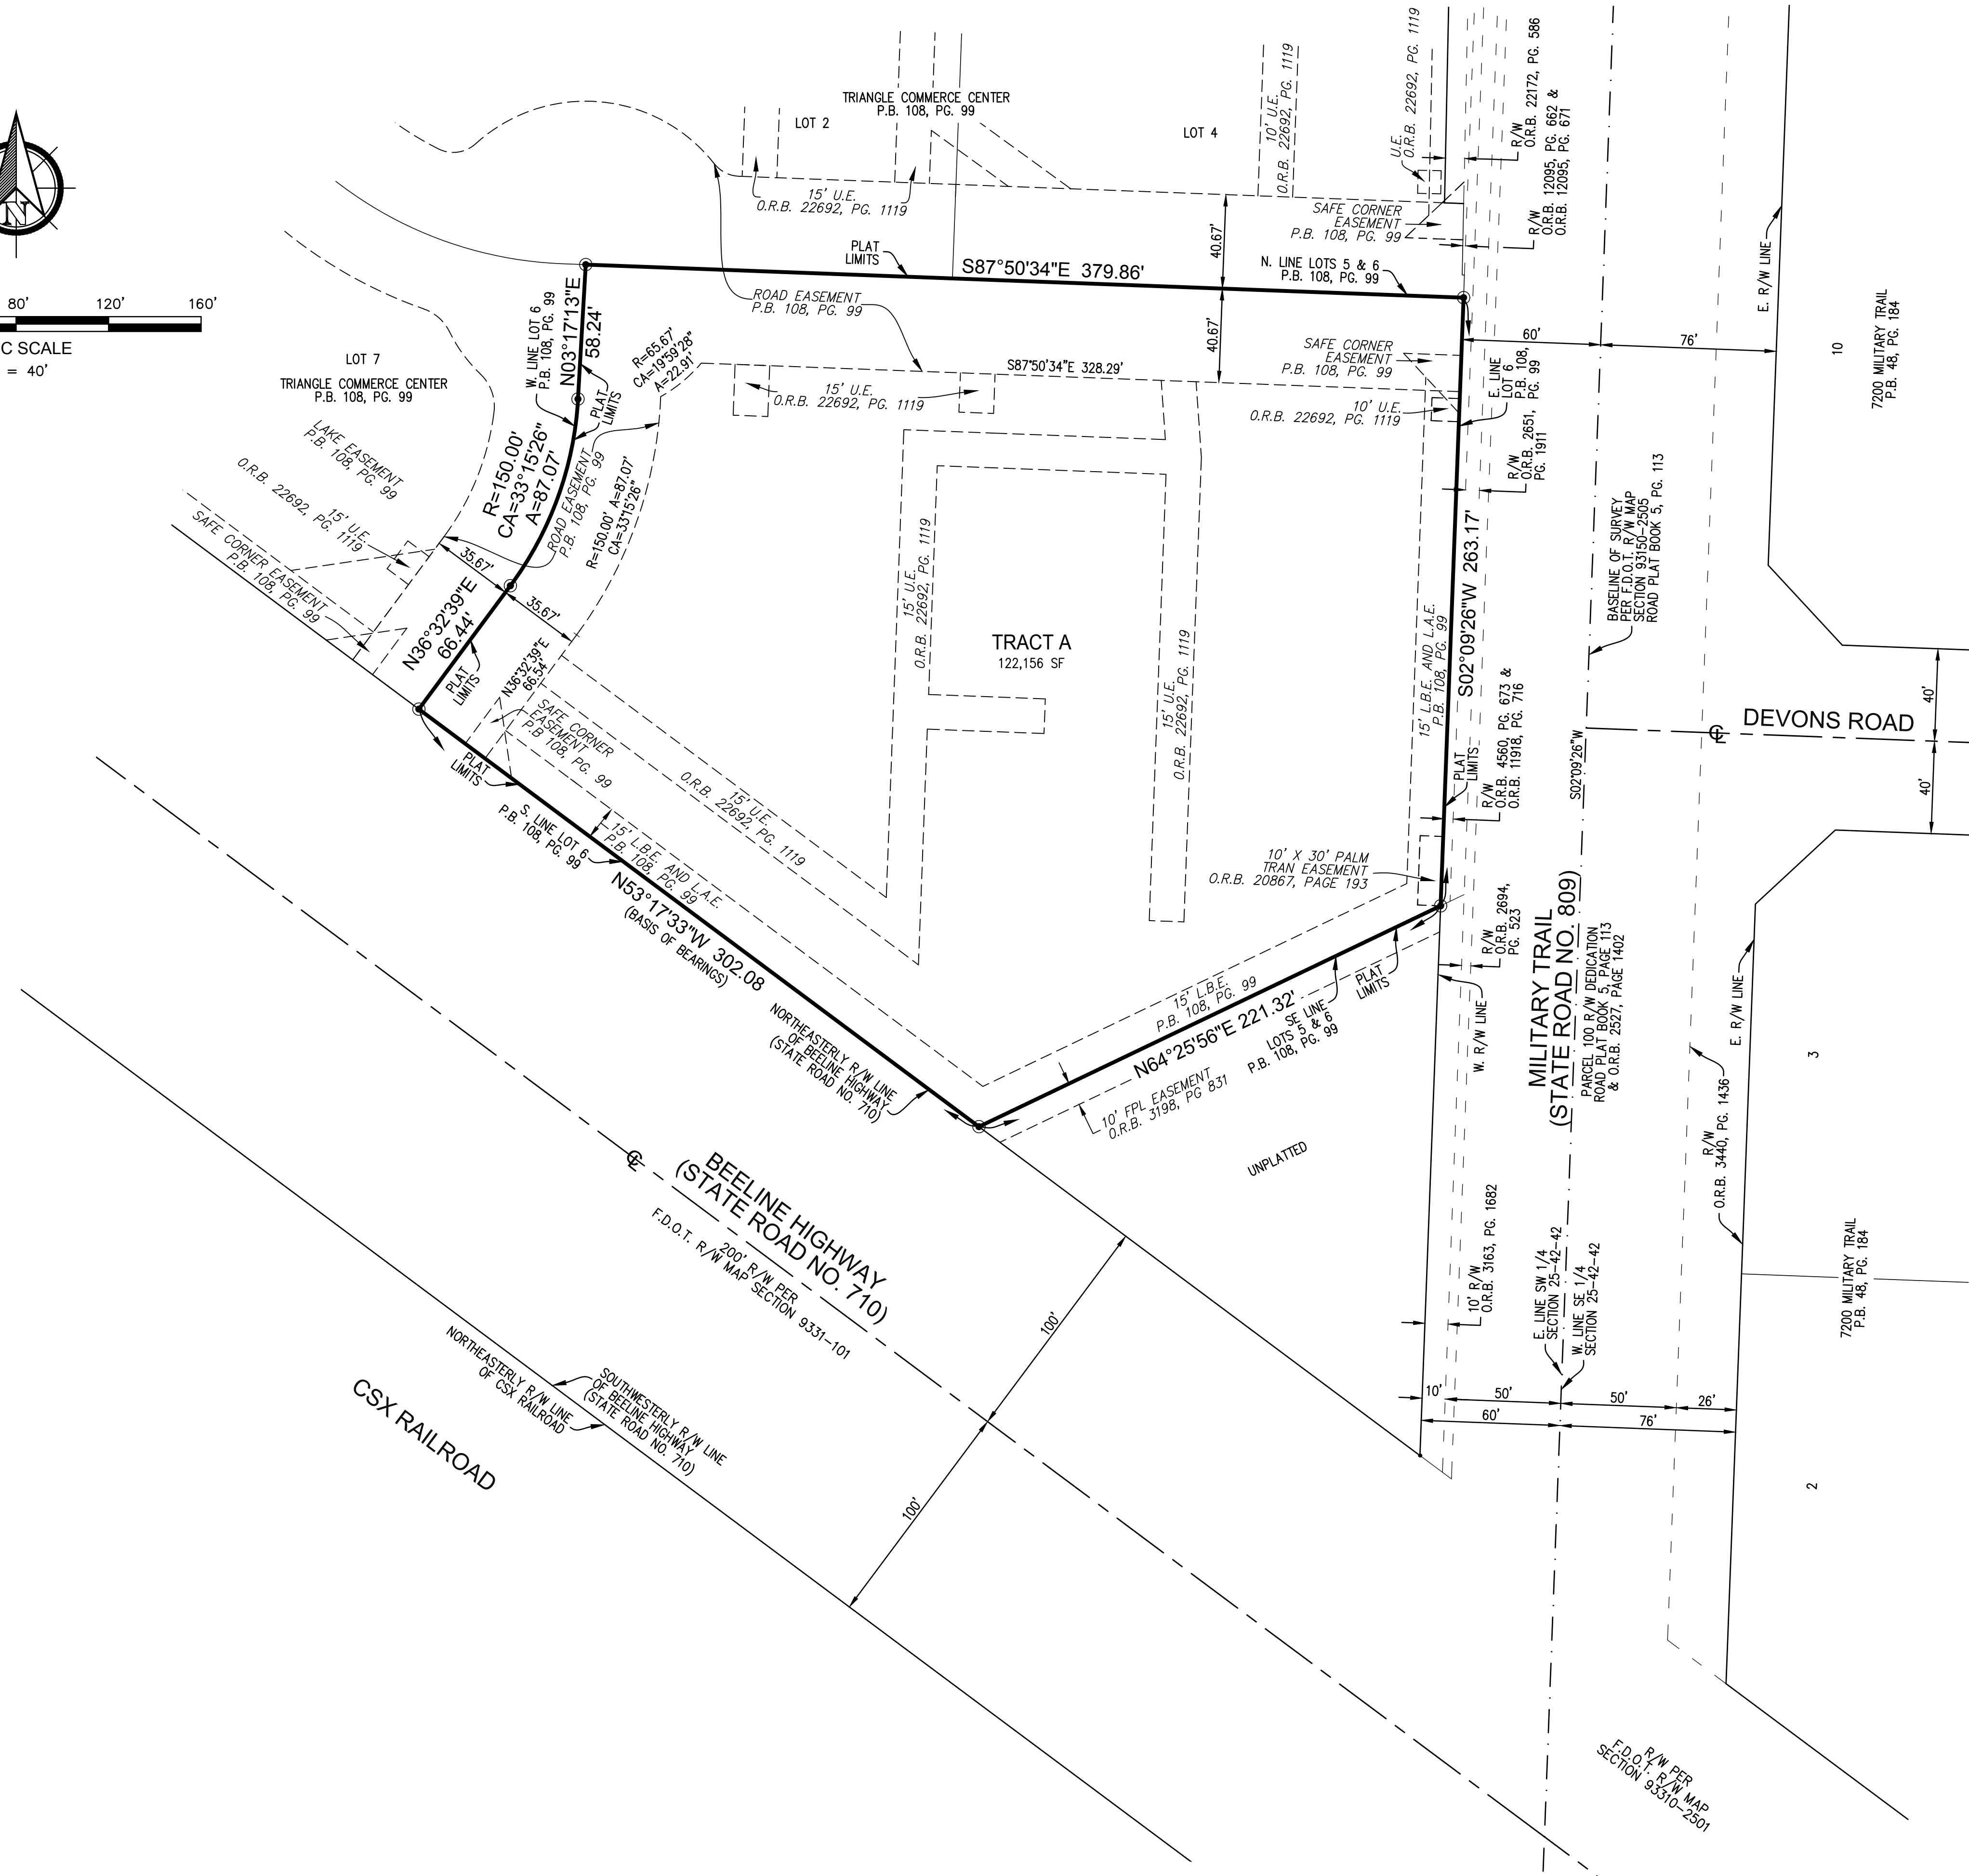 N
80' 120' 160'
C SCALE
= 40'
TRIANGLE COMMERCE CENTER
P.B. 108, PG. 99
LOT 2
LOT 4
15' U.E.
O.R.B. 22692, PG. 1119
10' U.E.
O.R.B. 22692, PG. 1119
U.E.
O.R.B. 22692, PG. 1119
R/W
O.R.B. 22172, PG. 586
R/W
O.R.B. 12095, PG. 662 &
O.R.B. 12095, PG. 671
SAFE CORNER
EASEMENT
P.B. 108, PG. 99
40.67'
PLAT
LIMITS
S87°50'34"E 379.86'
N. LINE LOTS 5 & 6
P.B. 108, PG. 99
ROAD EASEMENT
P.B. 108, PG. 99
40.67'
W. LINE LOT 6
P.B. 108, PG. 99
N03°17'13"E
58.24'
PLAT
LIMITS
R=65.67'
CA=19°59'28"
A=22.91'
S87°50'34"E 328.29'
SAFE CORNER
EASEMENT
P.B. 108, PG. 99
60'
76'
E. R/W LINE
10
7200 MILITARY TRAIL
P.B. 48, PG. 184
LOT 7
TRIANGLE COMMERCE CENTER
P.B. 108, PG. 99
15' U.E.
O.R.B. 22692, PG. 1119
10' U.E.
O.R.B. 22692, PG. 1119
E. LINE
LOT 6
P.B. 108,
PG. 99
R/W
O.R.B. 2651,
PG. 1911
LAKE EASEMENT
P.B. 108, PG. 99
15' U.E.
O.R.B. 22692, PG. 1119
SAFE CORNER EASEMENT
P.B. 108, PG. 99
R=150.00'
CA=33°15'26"
A=87.07'
ROAD EASEMENT
P.B. 108, PG. 99
R=150.00' A=87.07'
CA=33°15'26"
35.67'
35.67'
N36°32'39"E
66.44'
PLAT
LIMITS
N36°32'39"E
66.54'
SAFE CORNER
EASEMENT
P.B 108, PG. 99
15' U.E.
O.R.B. 22692, PG. 1119
15' U.E.
O.R.B. 22692, PG. 1119
TRACT A
122,156 SF
15' U.E.
O.R.B. 22692, PG. 1119
15' L.B.E. AND L.A.E.
P.B. 108, PG. 99
S02°09'26"W 263.17'
BASELINE OF SURVEY
PER F.D.O.T. R/W MAP
SECTION 93150-2505
ROAD PLAT BOOK 5, PG. 113
DEVONS ROAD
40'
40'
S02°09'26"W
PLAT
LIMITS
R/W
O.R.B. 4560, PG. 673 &
O.R.B. 11918, PG. 716
PLAT
LIMITS
S. LINE LOT 6
P.B. 108, PG. 99
15' L.B.E. AND L.A.E.
P.B. 108, PG. 99
N53°17'33"W 302.08
(BASIS OF BEARINGS)
10' X 30' PALM
TRAN EASEMENT
O.R.B. 20867, PAGE 193
R/W
O.R.B. 2694,
PG. 523
MILITARY TRAIL
(STATE ROAD NO. 809)
PARCEL 100 R/W DEDICATION
ROAD PLAT BOOK 5, PAGE 113
& O.R.B. 2527, PAGE 1402
15' L.B.E.
P.B. 108, PG. 99
N64°25'56"E 221.32'
SE LINE
LOTS 5 & 6
P.B. 108, PG. 99
PLAT
LIMITS
10' FPL EASEMENT
O.R.B. 3198, PG 831
W. R/W LINE
E. R/W LINE
3
R/W
O.R.B. 3440, PG. 1436
NORTHEASTERLY R/W LINE
OF BEELINE HIGHWAY
(STATE ROAD NO. 710)
UNPLATTED
BEELINE HIGHWAY
(STATE ROAD NO. 710)
200' R/W PER
F.D.O.T. R/W MAP SECTION 9331-101
100'
100'
10' R/W
O.R.B. 3163, PG. 1682
E. LINE SW 1/4
SECTION 25-42-42
W. LINE SE 1/4
SECTION 25-42-42
7200 MILITARY TRAIL
P.B. 48, PG. 184
10' 50' 50' 26'
60' 76'
2
NORTHEASTERLY R/W LINE
OF CSX RAILROAD
SOUTHWESTERLY R/W LINE
OF BEELINE HIGHWAY
(STATE ROAD NO. 710)
CSX RAILROAD
R/W PER
F.D.O.T. R/W MAP
SECTION 93310-2501